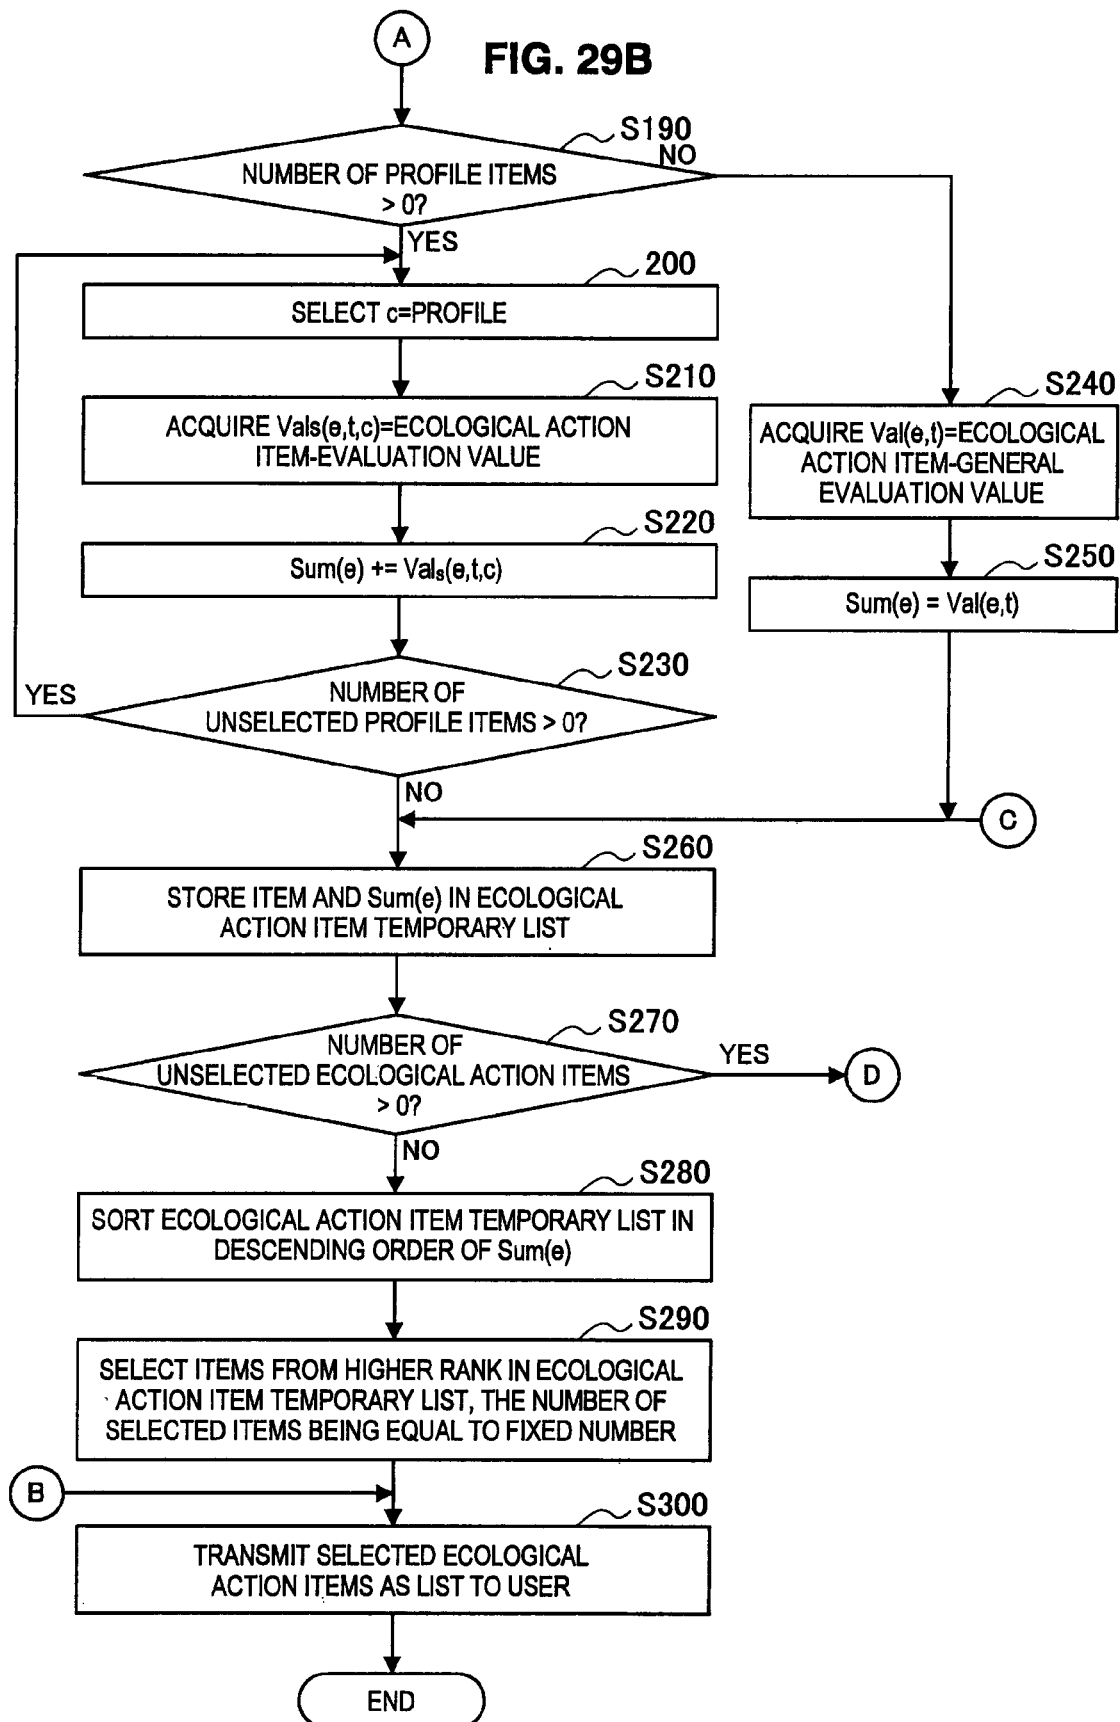 A
FIG. 29B
S190
NUMBER OF PROFILE ITEMS
> 0?
NO
YES
200
SELECT c=PROFILE
S210
ACQUIRE Vals(e,t,c)=ECOLOGICAL ACTION
ITEM-EVALUATION VALUE
S240
ACQUIRE Val(e,t)=ECOLOGICAL
ACTION ITEM-GENERAL
EVALUATION VALUE
S220
Sum(e) += Vals(e,t,c)
S250
Sum(e) = Val(e,t)
S230
NUMBER OF
UNSELECTED PROFILE ITEMS > 0?
YES
NO
C
S260
STORE ITEM AND Sum(e) IN ECOLOGICAL
ACTION ITEM TEMPORARY LIST
S270
NUMBER OF
UNSELECTED ECOLOGICAL ACTION ITEMS
> 0?
YES
D
NO
S280
SORT ECOLOGICAL ACTION ITEM TEMPORARY LIST IN
DESCENDING ORDER OF Sum(e)
S290
SELECT ITEMS FROM HIGHER RANK IN ECOLOGICAL
ACTION ITEM TEMPORARY LIST, THE NUMBER OF
SELECTED ITEMS BEING EQUAL TO FIXED NUMBER
B
S300
TRANSMIT SELECTED ECOLOGICAL
ACTION ITEMS AS LIST TO USER
END